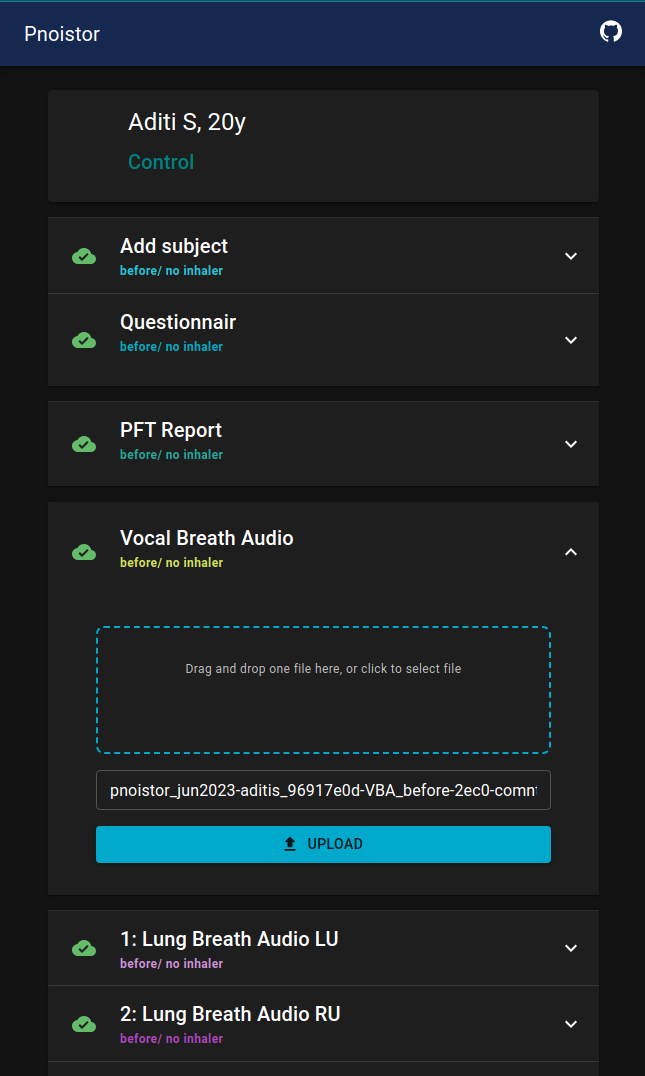 Pnoistor
Aditi S, 20y
Control
Add subject
before/ no inhaler
Questionnair
before/ no inhaler
PFT Report
before/ no inhaler
Vocal Breath Audio
before/ no inhaler
Drag and drop one file here, or click to select file
pnoistor_jun2023-aditis_96917e0d-VBA_before-2ec0-comn
UPLOAD
1: Lung Breath Audio LU
before/ no inhaler
2: Lung Breath Audio RU
before/ no inhaler